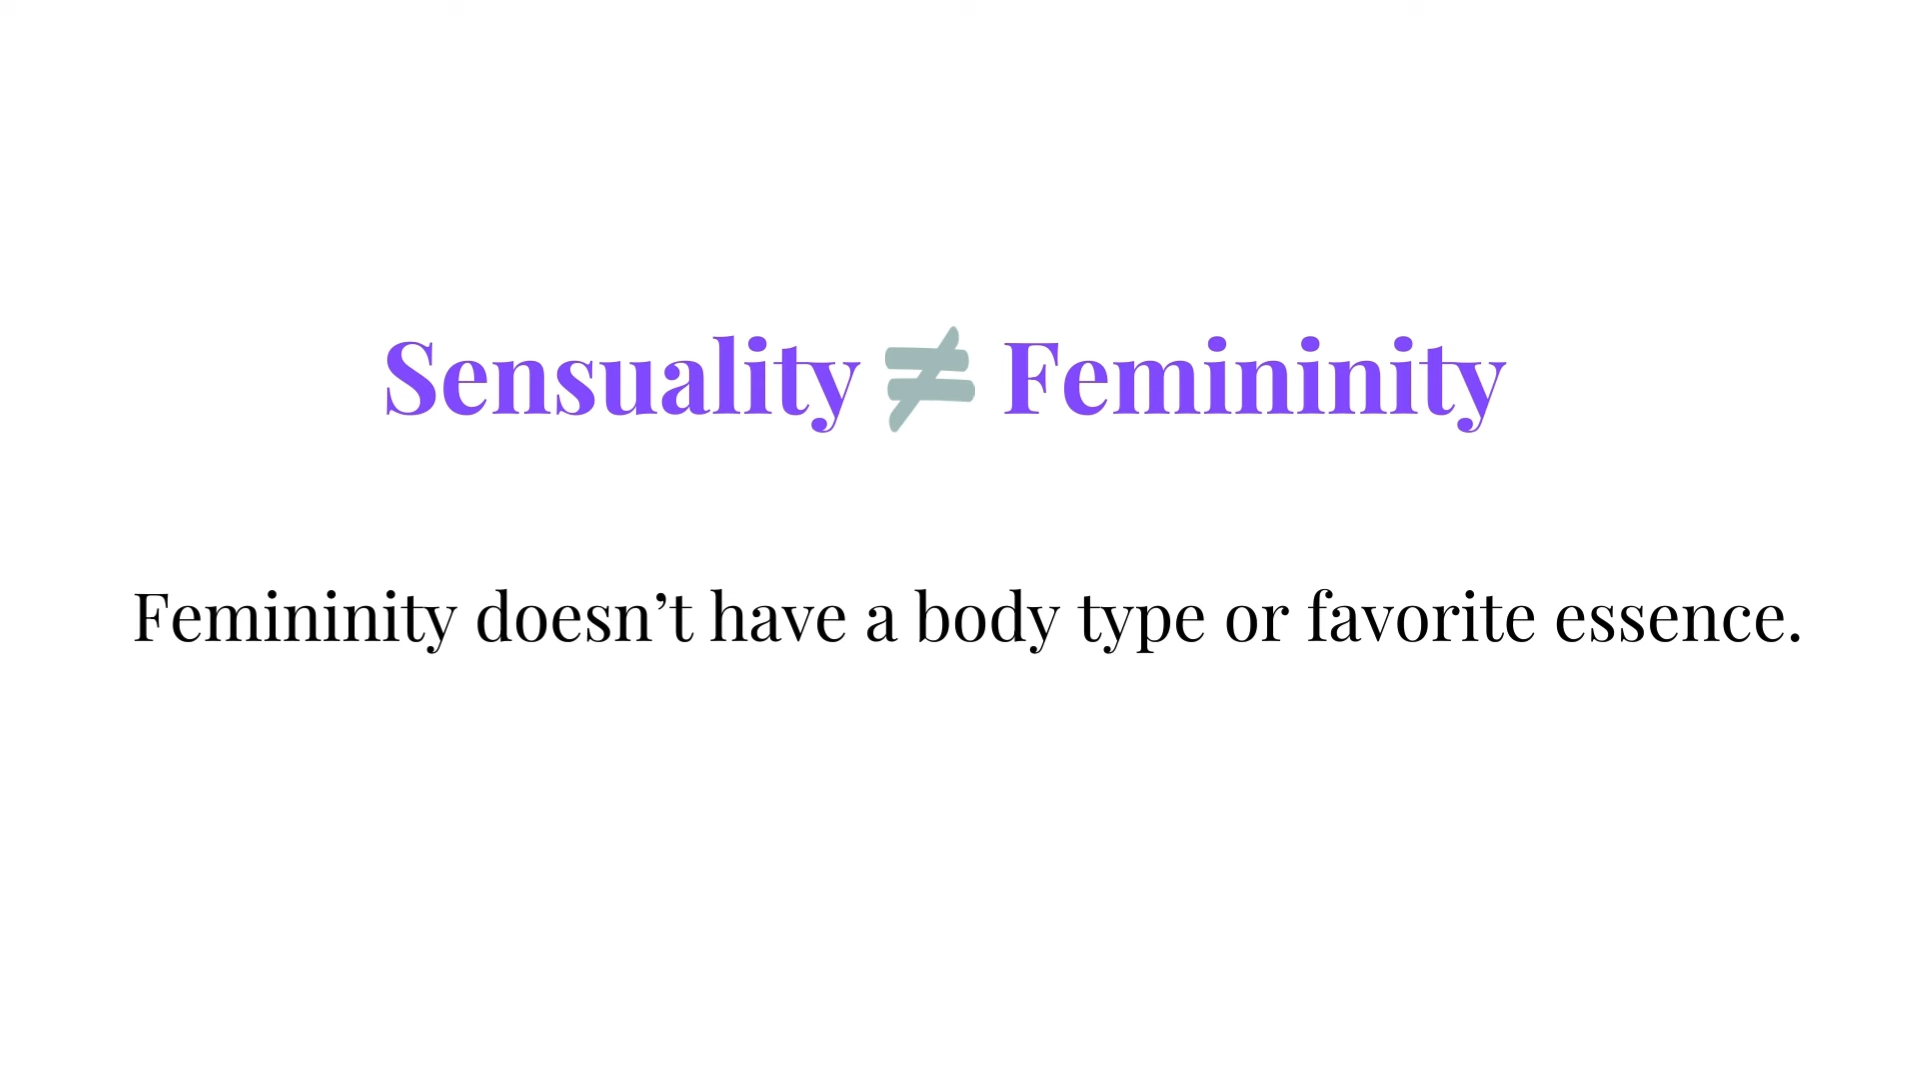 Sensuality ≠ Femininity
Femininity doesn’t have a body type or favorite essence.